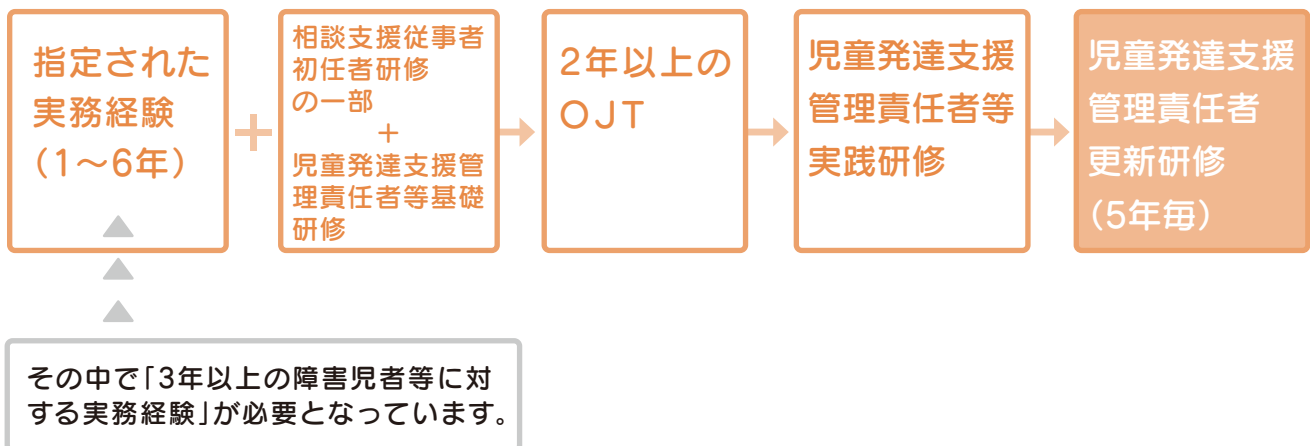 指定された
実務経験
(1〜6年)
+
相談支援従事者
初任者研修
の一部
+
児童発達支援管
理責任者等基礎
研修
2年以上の
OJT
児童発達支援
管理責任者等
実践研修
児童発達支援
管理責任者
更新研修
(5年毎)
その中で「3年以上の障害児者等に対
する実務経験」が必要となっています。